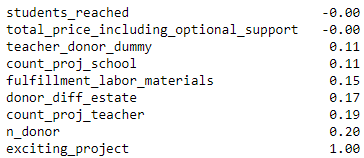 students_reached -0.00
total_price_including_optional_support -0.00
teacher_donor_dummy 0.11
count_proj_school 0.11
fulfillment_labor_materials 0.15
donor_diff_estate 0.17
count_proj_teacher 0.19
n_donor 0.20
exciting_project 1.00